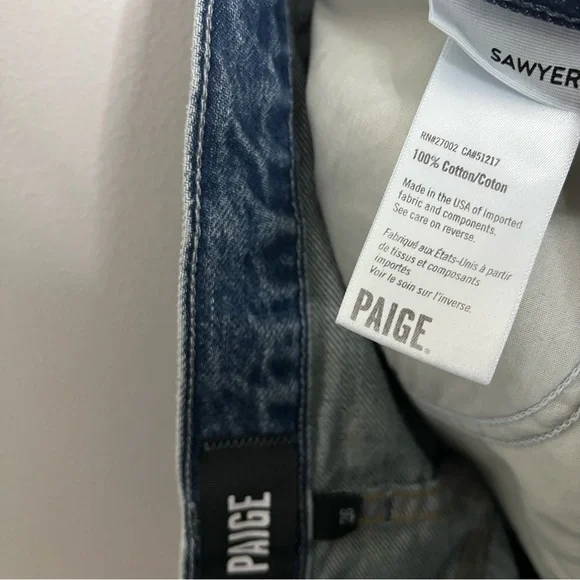 SAWYER
RN#27002 CA#51217
100% Cotton/Coton
Made in the USA of imported
fabric and components.
See care on reverse.
Fabriqué aux États-Unis à partir
de tissus et composants
importés
Voir le soin sur l'inverse.
PAIGE
PAIGE